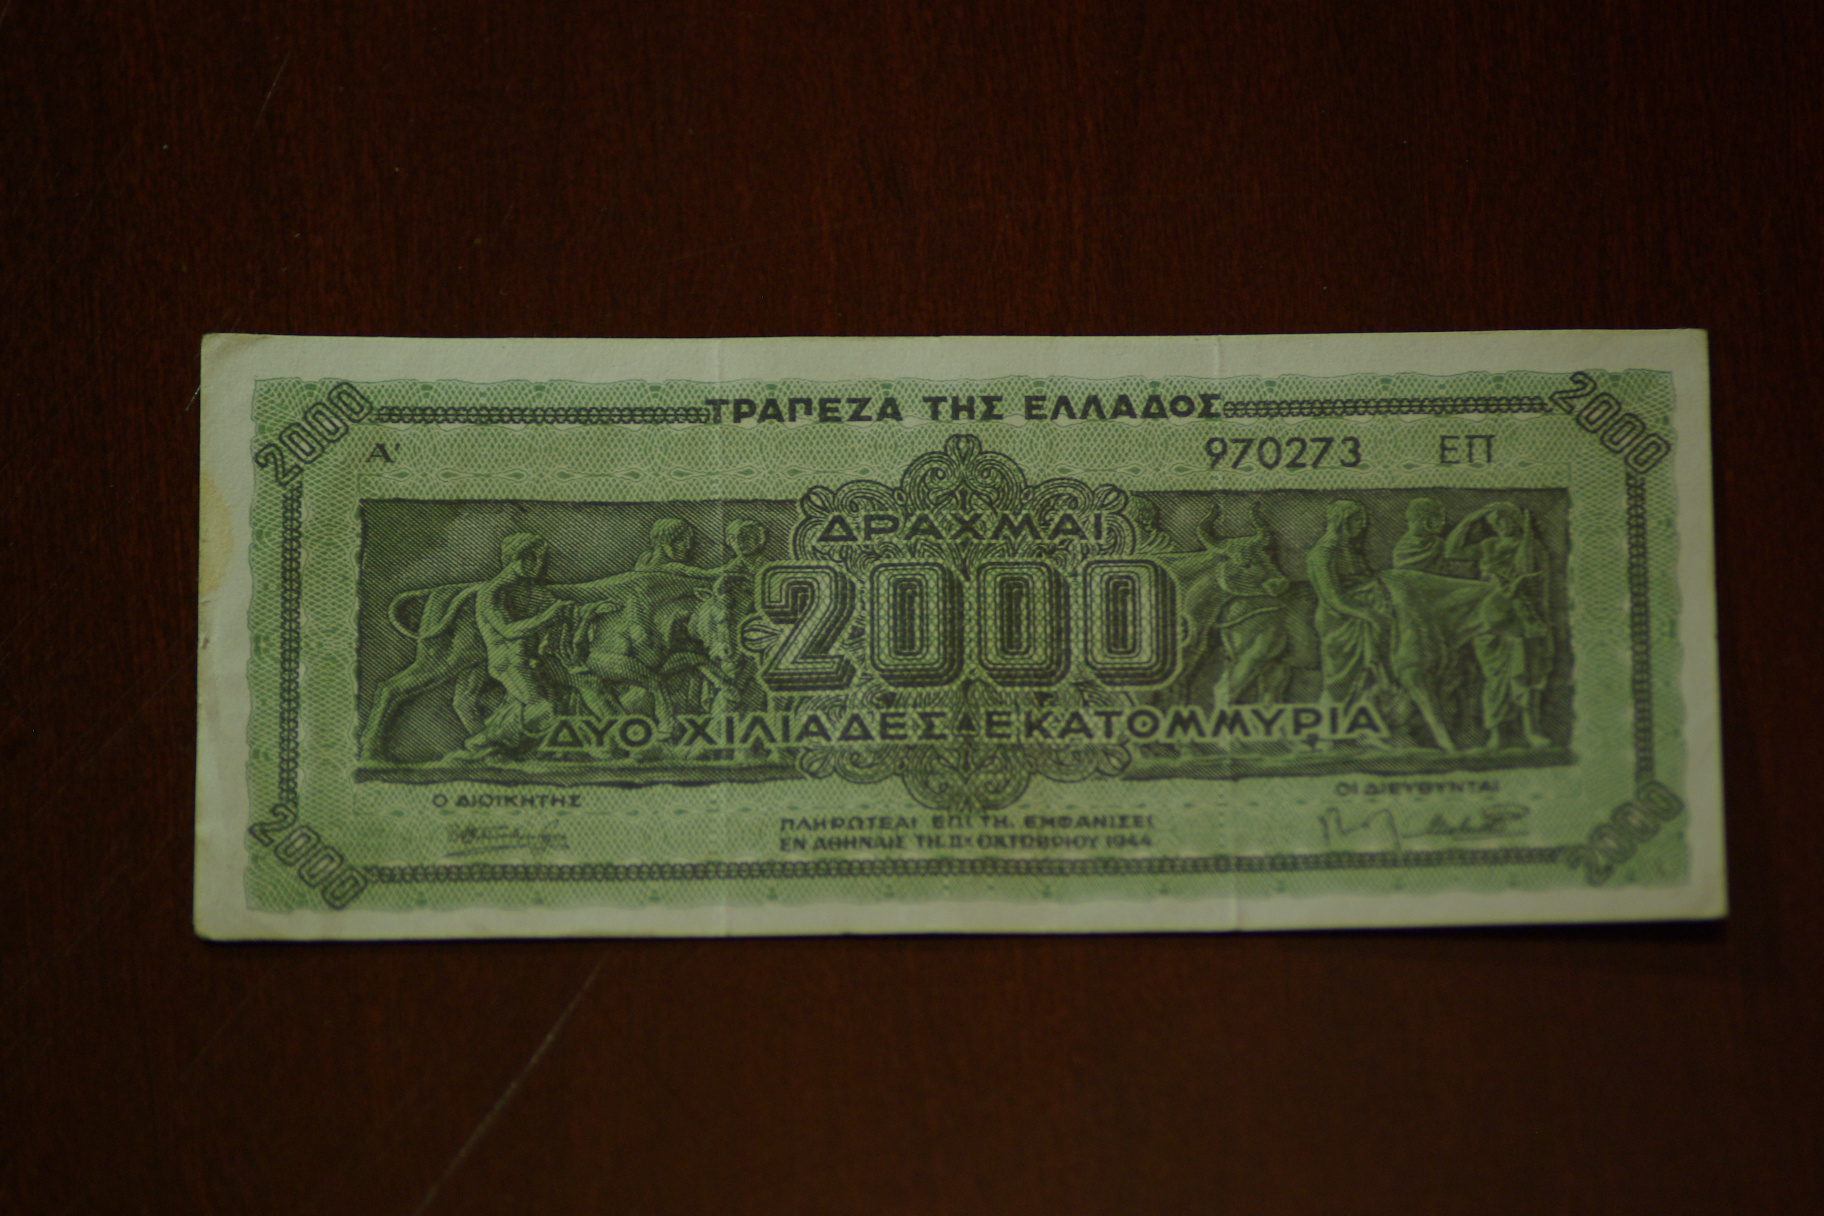 2000 ΤΡΑΠΕΖΑ ΤΗΣ ΕΛΛΑΔΟΣ 2000
Α' 970273 ΕΠ
ΔΡΑΧΜΑΙ
2000
ΔΥΟ ΧΙΛΙΑΔΕΣ ΕΚΑΤΟΜΜΥΡΙΑ
Ο ΔΙΟΙΚΗΤΗΣ ΟΙ ΔΙΕΥΘΥΝΤΑΙ
ΠΛΗΡΩΤΕΑΙ ΕΠΙ ΤΗ ΕΜΦΑΝΙΣΕΙ
ΕΝ ΑΘΗΝΑΙΣ ΤΗ 11ῃ ΟΚΤΩΒΡΙΟΥ 1944
2000 2000